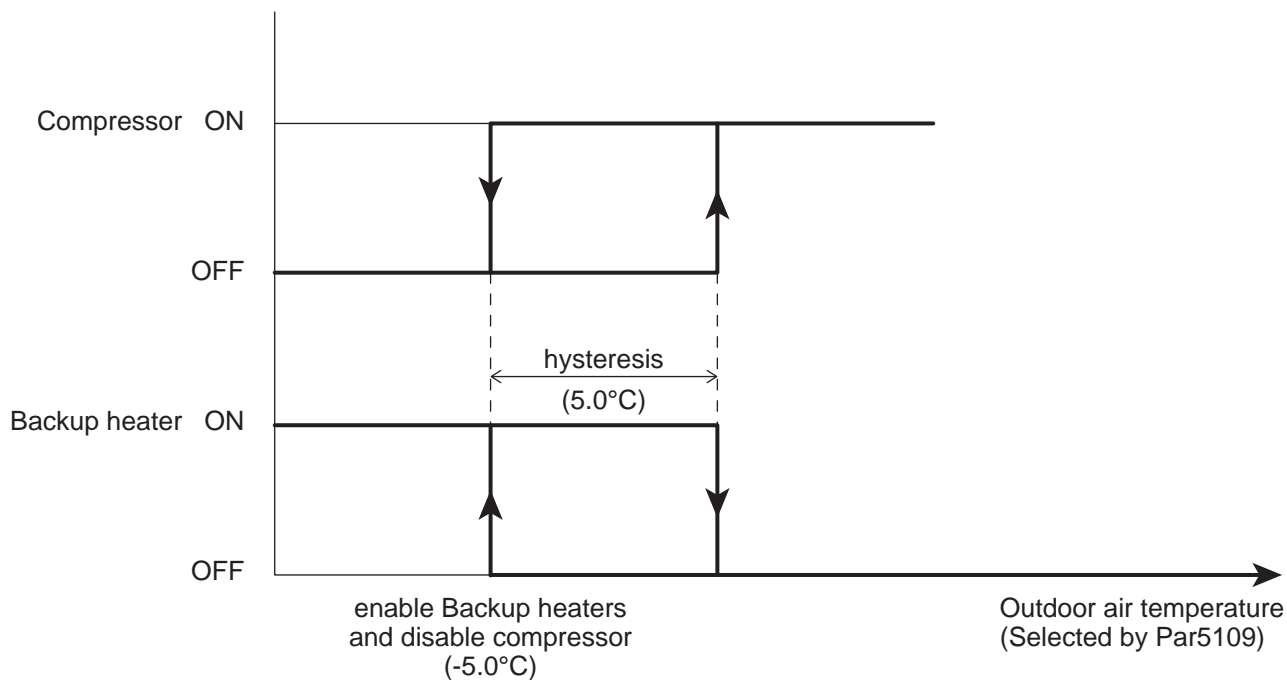 Compressor ON
OFF
hysteresis
(5.0°C)
Backup heater ON
OFF
enable Backup heaters
and disable compressor
(-5.0°C)
Outdoor air temperature
(Selected by Par5109)